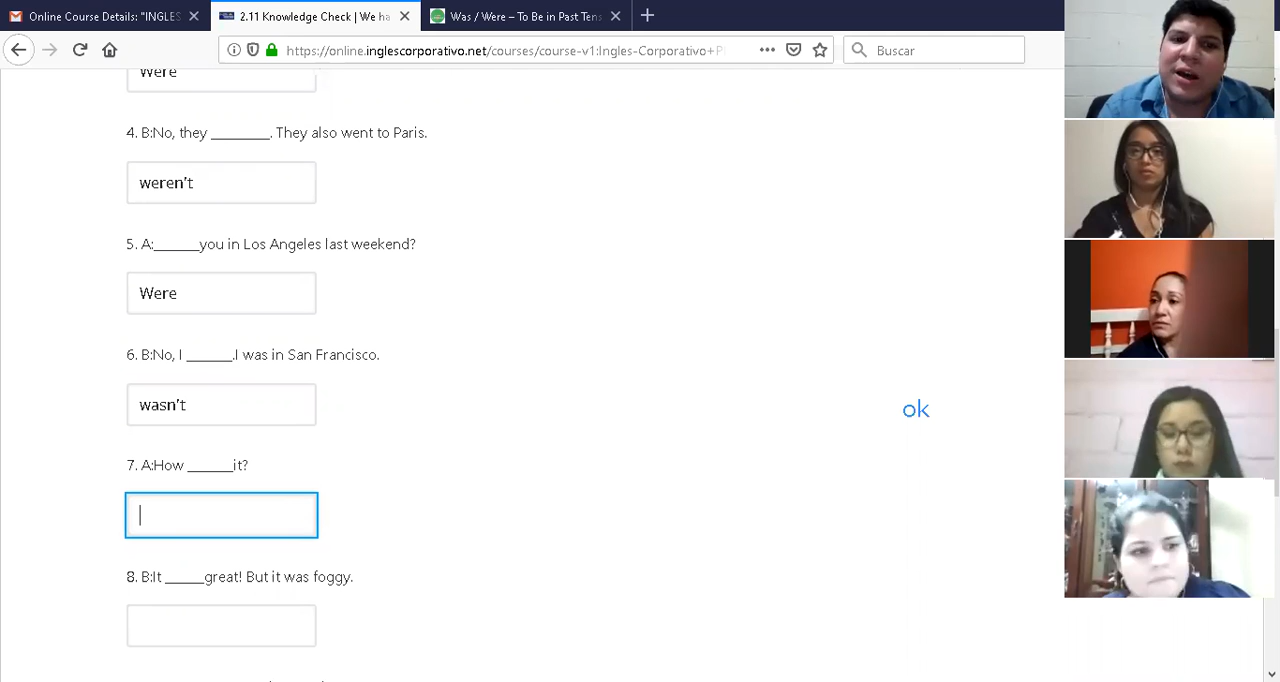 Online Course Details: "INGLES
2.11 Knowledge Check | We ha
Was / Were – To Be in Past Tens
https://online.inglescorporativo.net/courses/course-v1:Ingles-Corporativo+P
Buscar
Were
4. B:No, they ________. They also went to Paris.
weren't
5. A:______you in Los Angeles last weekend?
Were
6. B:No, I ______.I was in San Francisco.
wasn't
ok
7. A:How ______it?
8. B:It _____great! But it was foggy.